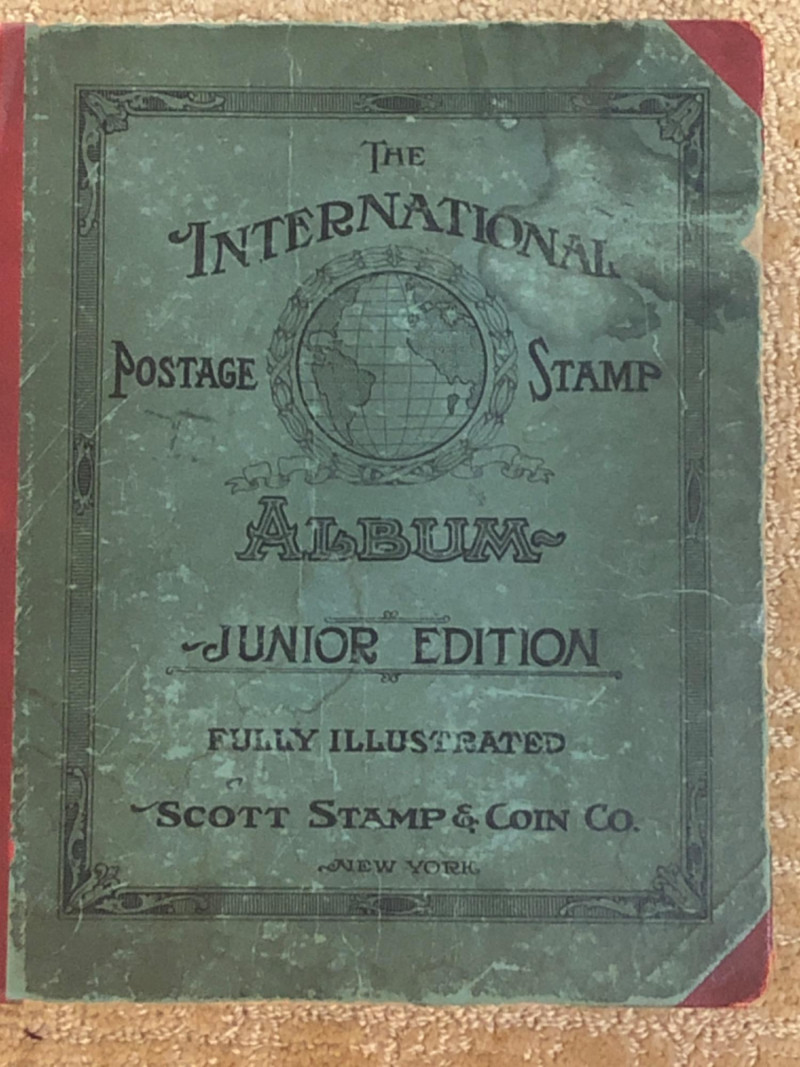 The
International
Postage Stamp
Album
Junior Edition
Fully Illustrated
Scott Stamp & Coin Co.
New York